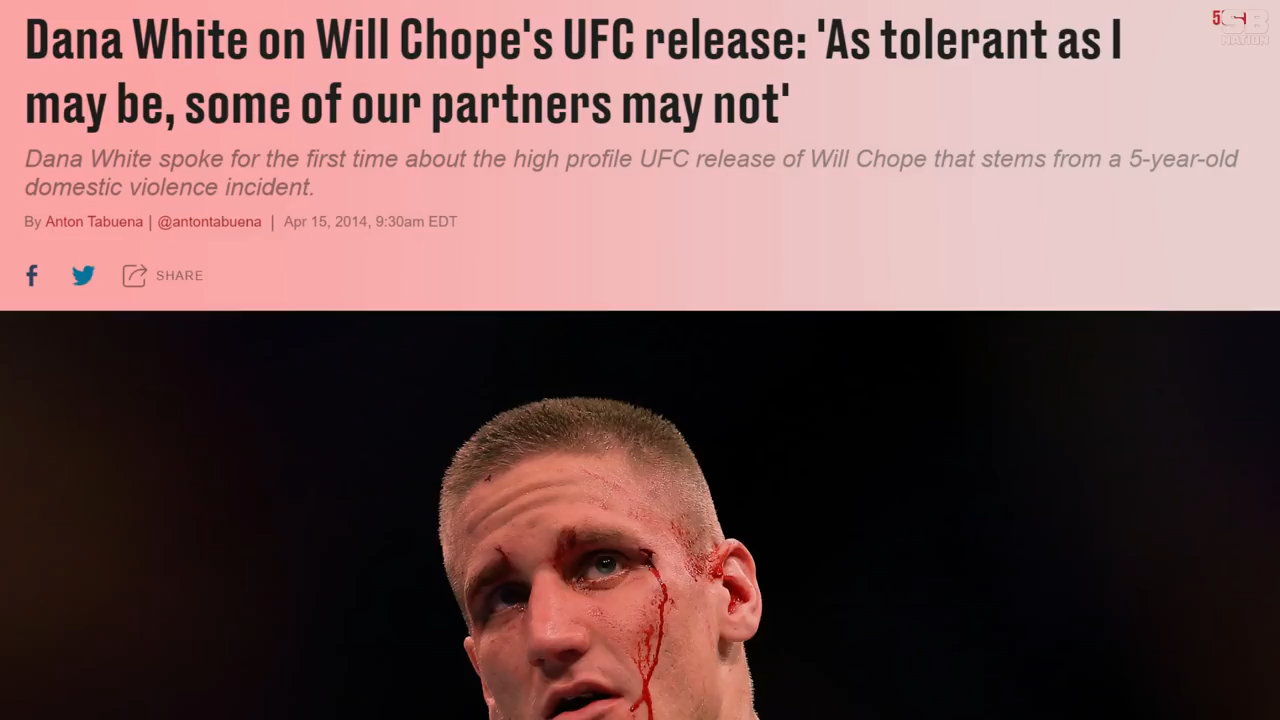 Dana White on Will Chope's UFC release: 'As tolerant as I
may be, some of our partners may not'
Dana White spoke for the first time about the high profile UFC release of Will Chope that stems from a 5-year-old
domestic violence incident.
By Anton Tabuena | @antontabuena | Apr 15, 2014, 9:30am EDT
SHARE
SB
NATION